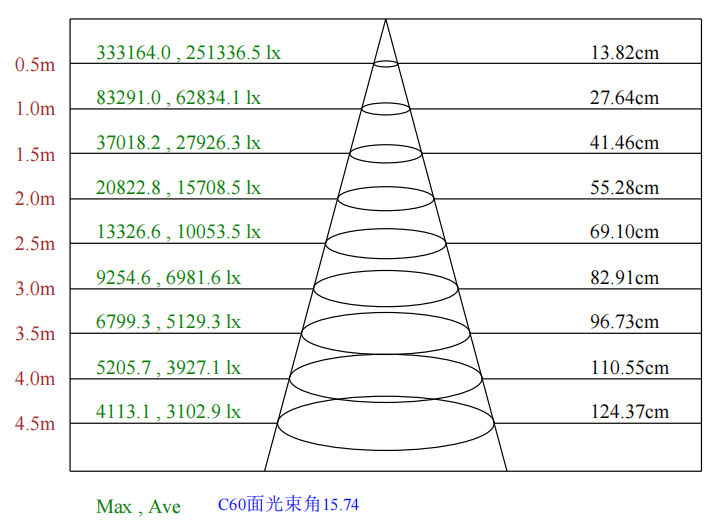 333164.0 , 251336.5 lx 13.82cm
0.5m
83291.0 , 62834.1 lx 27.64cm
1.0m
37018.2 , 27926.3 lx 41.46cm
1.5m
20822.8 , 15708.5 lx 55.28cm
2.0m
13326.6 , 10053.5 lx 69.10cm
2.5m
9254.6 , 6981.6 lx 82.91cm
3.0m
6799.3 , 5129.3 lx 96.73cm
3.5m
5205.7 , 3927.1 lx 110.55cm
4.0m
4113.1 , 3102.9 lx 124.37cm
4.5m
Max , Ave C60面光束角15.74